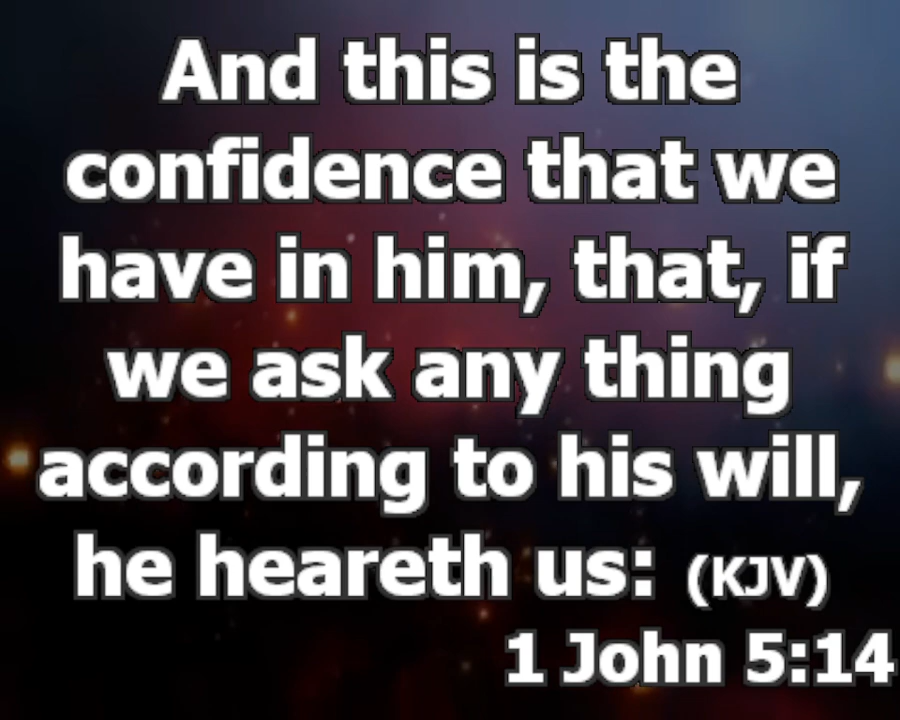 And this is the
confidence that we
have in him, that, if
we ask any thing
according to his will,
he heareth us: (KJV)
1 John 5:14